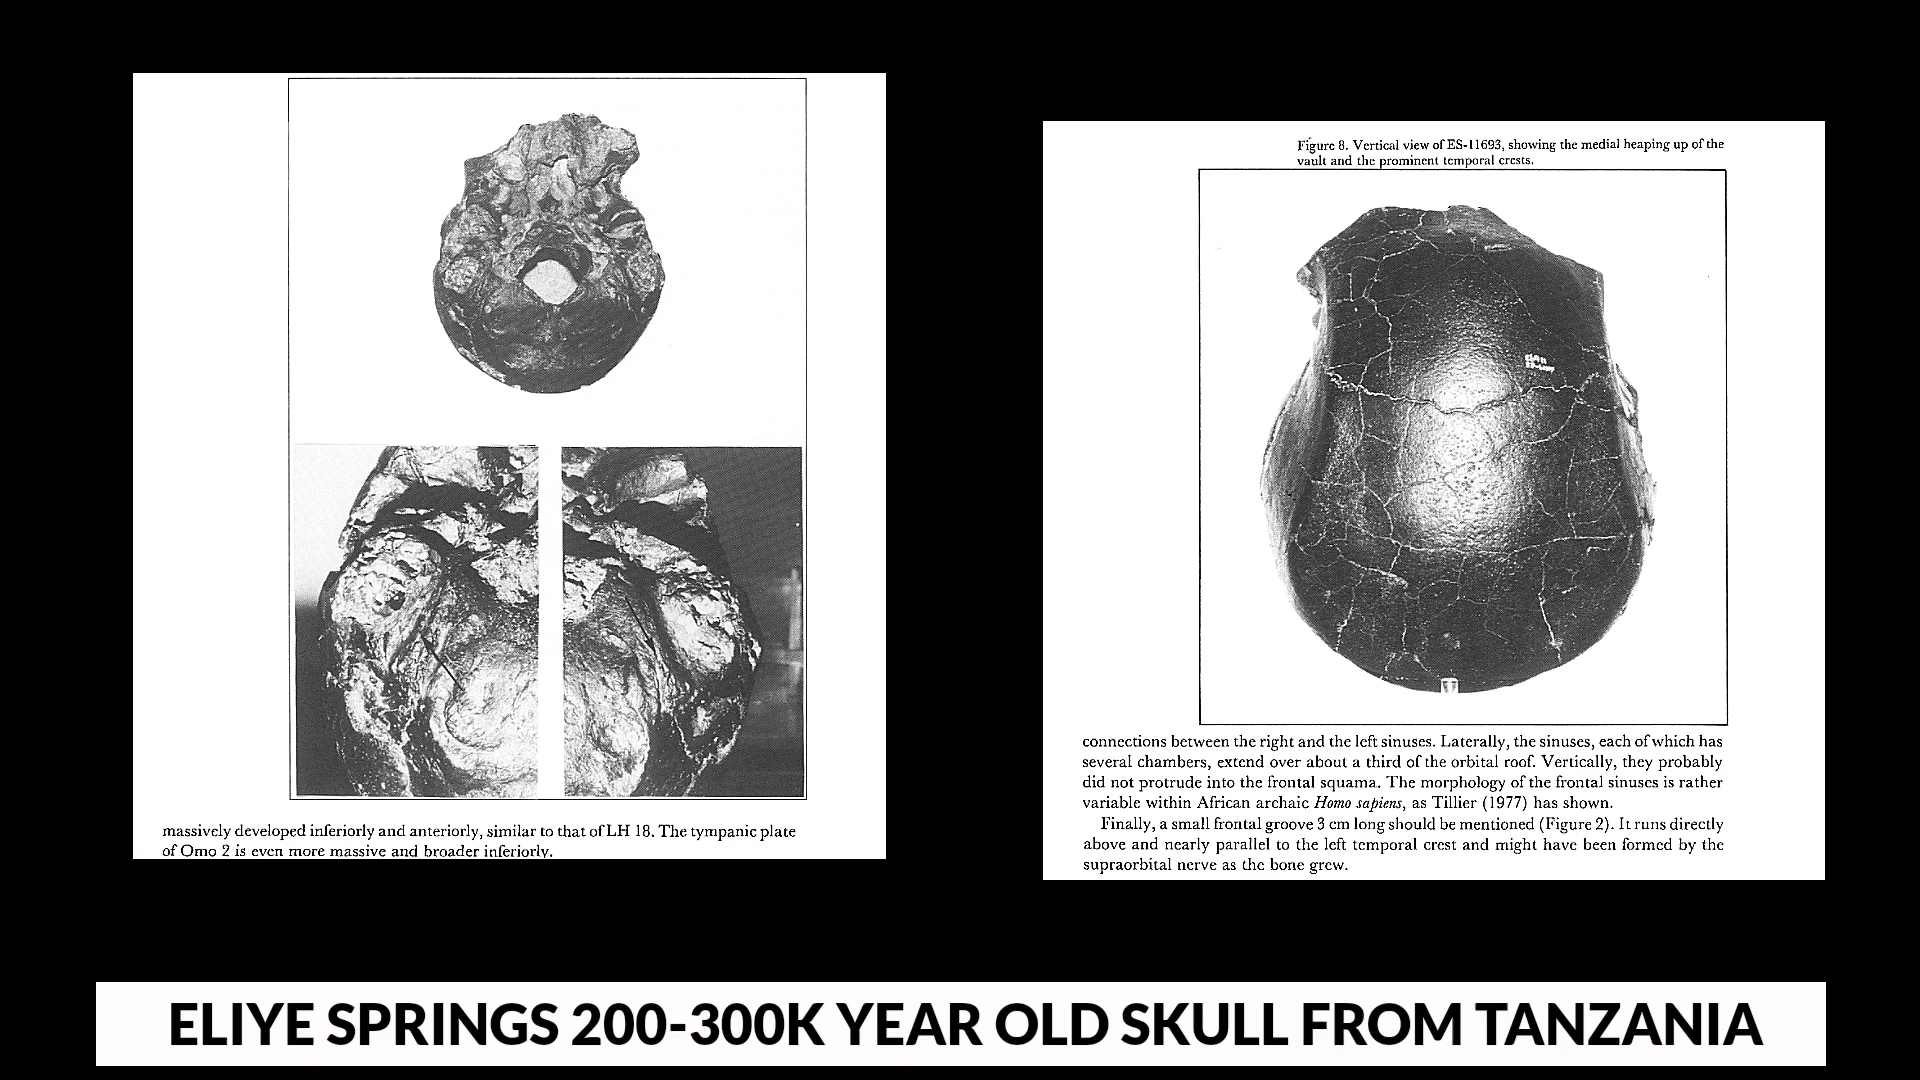 massively developed inferiorly and anteriorly, similar to that of LH 18. The tympanic plate
of Omo 2 is even more massive and broader inferiorly.
Figure 8. Vertical view of ES-11693, showing the medial heaping up of the
vault and the prominent temporal crests.
connections between the right and the left sinuses. Laterally, the sinuses, each of which has
several chambers, extend over about a third of the orbital roof. Vertically, they probably
did not protrude into the frontal squama. The morphology of the frontal sinuses is rather
variable within African archaic Homo sapiens, as Tillier (1977) has shown.
Finally, a small frontal groove 3 cm long should be mentioned (Figure 2). It runs directly
above and nearly parallel to the left temporal crest and might have been formed by the
supraorbital nerve as the bone grew.
ELIYE SPRINGS 200-300K YEAR OLD SKULL FROM TANZANIA